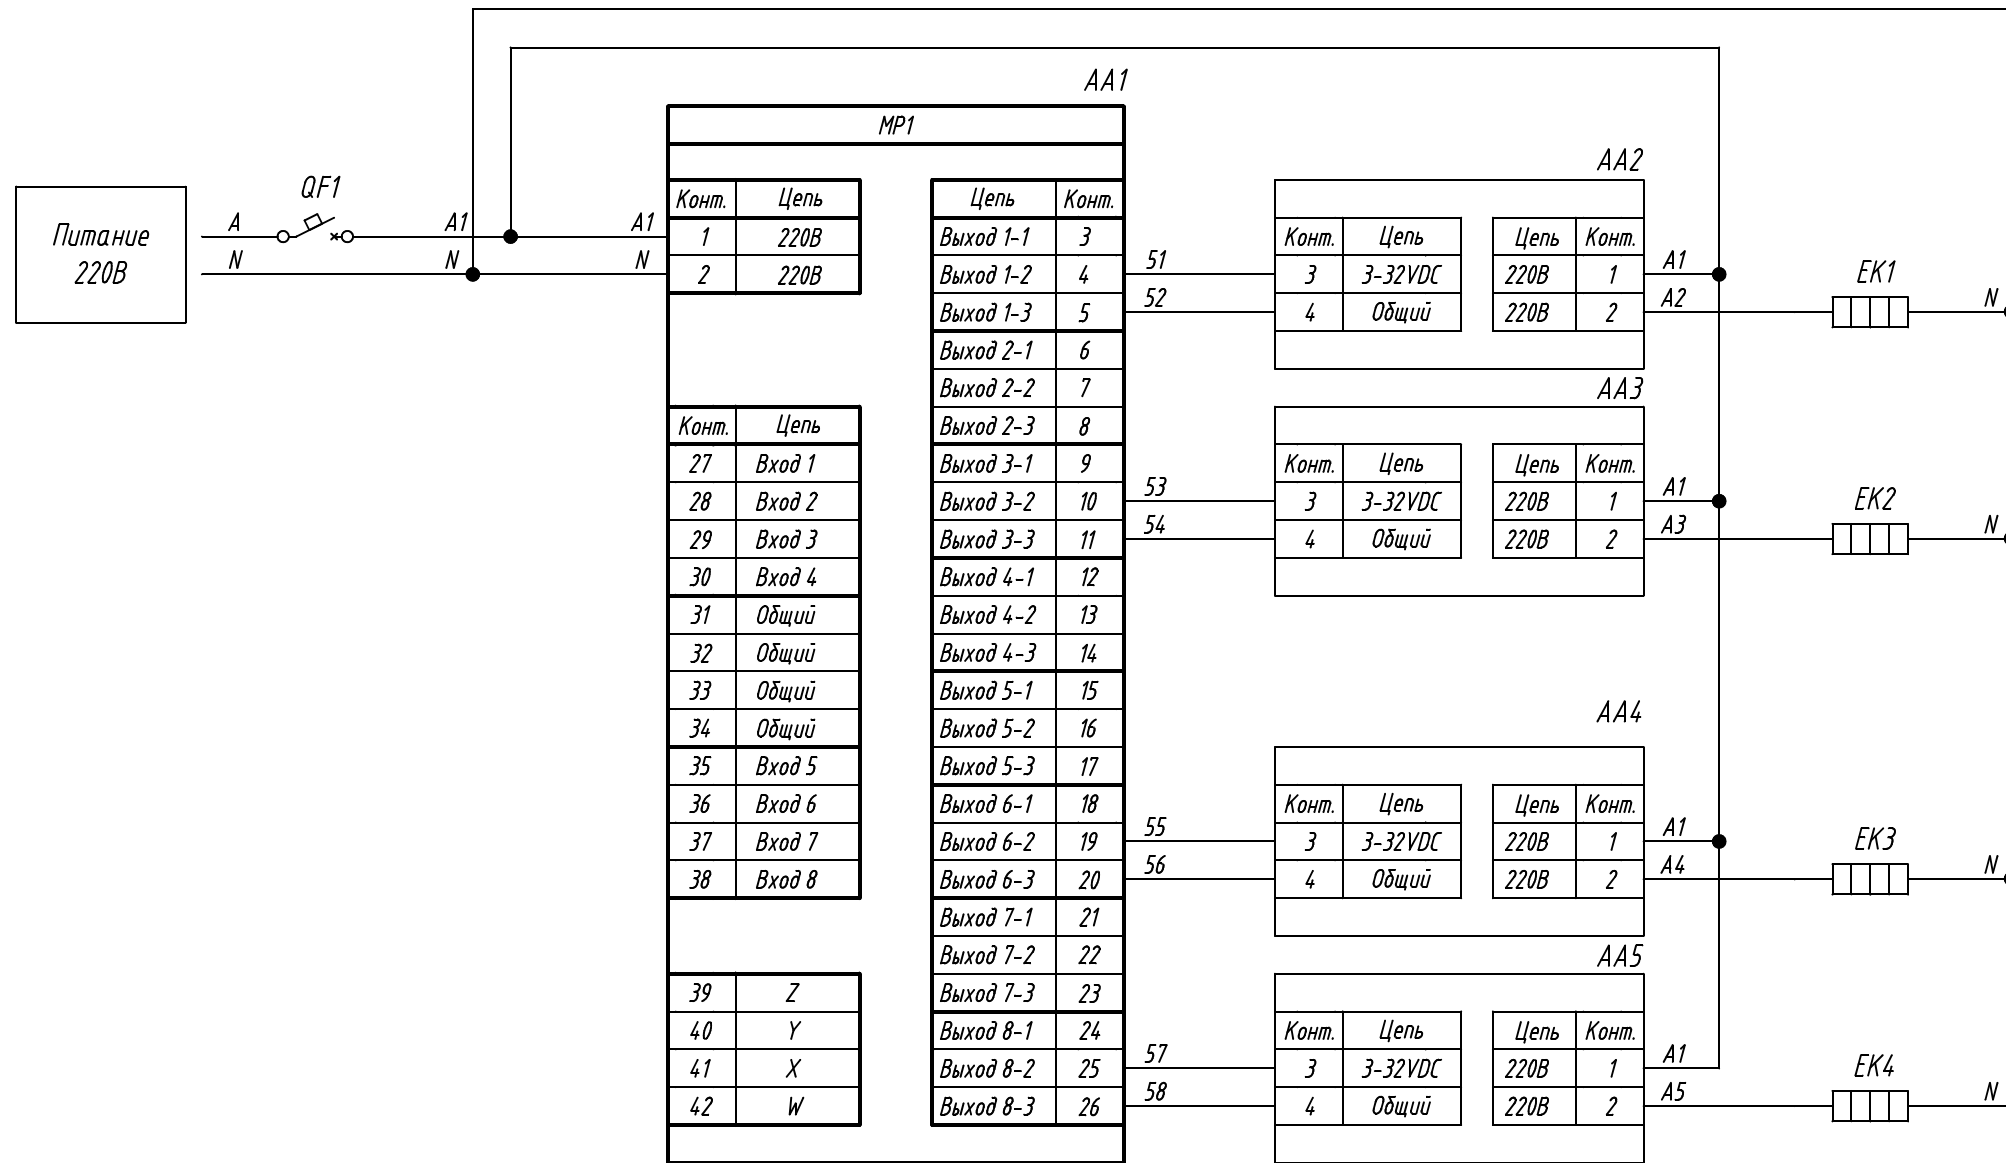 AA1
MP1
Питание
220В
A
QF1
A1
A1
N
N
N
Конт. Цепь
1 220В
2 220В
Конт. Цепь
27 Вход 1
28 Вход 2
29 Вход 3
30 Вход 4
31 Общий
32 Общий
33 Общий
34 Общий
35 Вход 5
36 Вход 6
37 Вход 7
38 Вход 8
39 Z
40 Y
41 X
42 W
Цепь Конт.
Выход 1-1 3
Выход 1-2 4
Выход 1-3 5
Выход 2-1 6
Выход 2-2 7
Выход 2-3 8
Выход 3-1 9
Выход 3-2 10
Выход 3-3 11
Выход 4-1 12
Выход 4-2 13
Выход 4-3 14
Выход 5-1 15
Выход 5-2 16
Выход 5-3 17
Выход 6-1 18
Выход 6-2 19
Выход 6-3 20
Выход 7-1 21
Выход 7-2 22
Выход 7-3 23
Выход 8-1 24
Выход 8-2 25
Выход 8-3 26
51
52
53
54
55
56
57
58
AA2
Конт. Цепь Цепь Конт.
3 3-32VDC 220В 1
4 Общий 220В 2
A1
A2
EK1
N
AA3
Конт. Цепь Цепь Конт.
3 3-32VDC 220В 1
4 Общий 220В 2
A1
A3
EK2
N
AA4
Конт. Цепь Цепь Конт.
3 3-32VDC 220В 1
4 Общий 220В 2
A1
A4
EK3
N
AA5
Конт. Цепь Цепь Конт.
3 3-32VDC 220В 1
4 Общий 220В 2
A1
A5
EK4
N